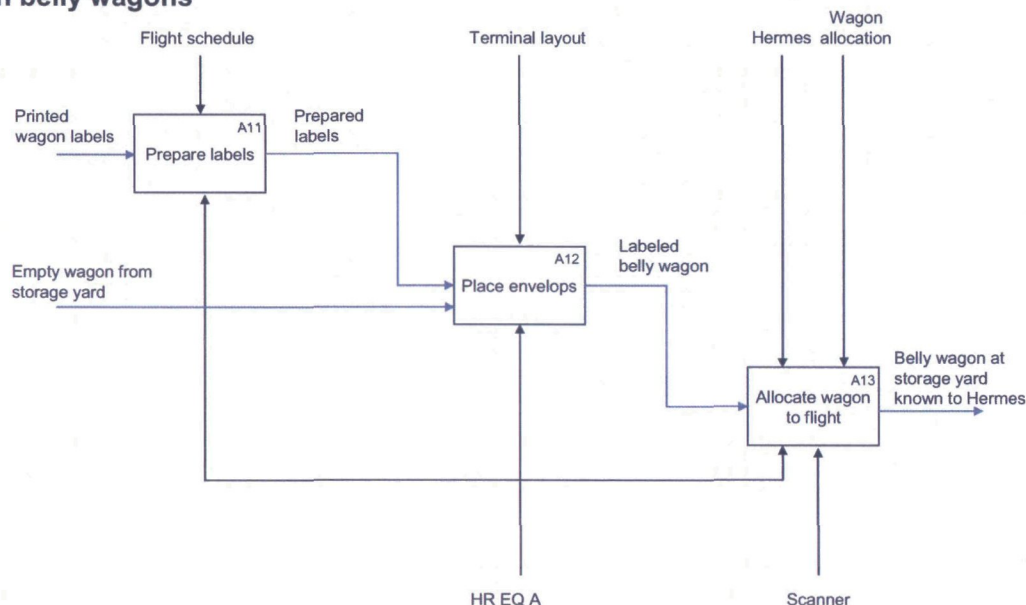 belly wagons
Flight schedule
Terminal layout
Hermes
Wagon
allocation
Printed
wagon labels
A11
Prepare labels
Prepared
labels
Empty wagon from
storage yard
A12
Place envelops
Labeled
belly wagon
A13
Allocate wagon
to flight
Belly wagon at
storage yard
known to Hermes
HR EQ A
Scanner